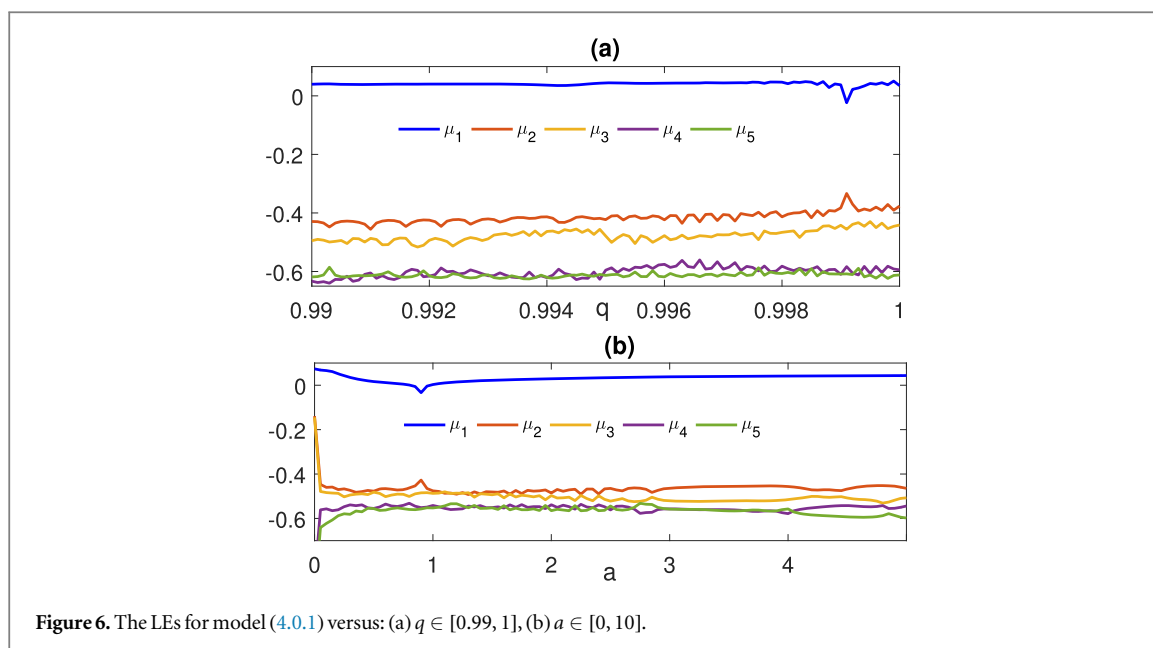 (a)
0
-0.2
-0.4
-0.6
μ1 μ2 μ3 μ4 μ5
0.99 0.992 0.994 q 0.996 0.998 1
(b)
0
-0.2
-0.4
-0.6
μ1 μ2 μ3 μ4 μ5
0 1 2 a 3 4
Figure 6. The LEs for model (4.0.1) versus: (a) q ∈ [0.99, 1], (b) a ∈ [0, 10].